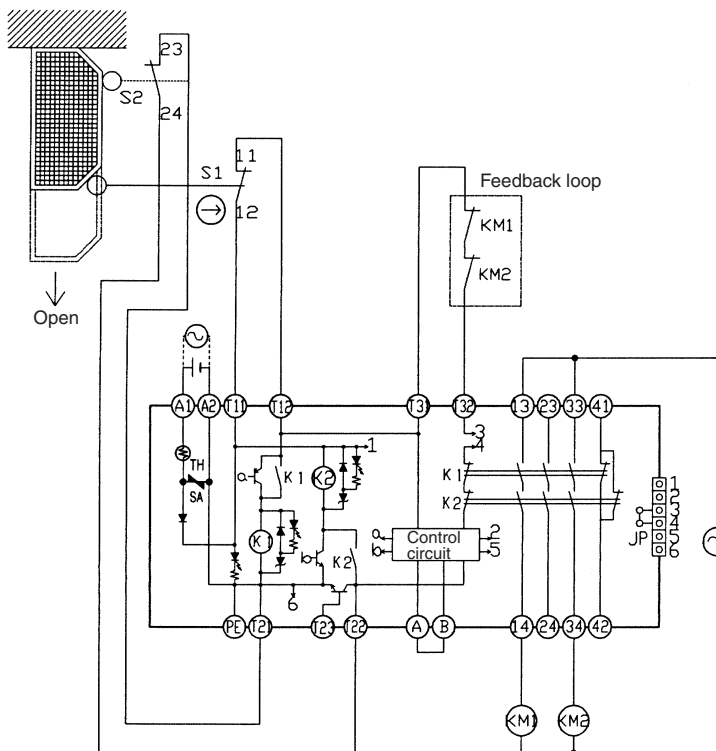 23
S2
24
11
S1
12
Open
Feedback loop
KM1
KM2
A1 A2 T11 T12 T31 T32 13 23 33 41
TH
SA
a
K1
K2
1
3
4
K1
K2
K1
b
K2
a
b
Control
circuit
2
5
6
JP
1
2
3
4
5
6
PE T21 T23 T22 A B 14 24 34 42
KM1 KM2